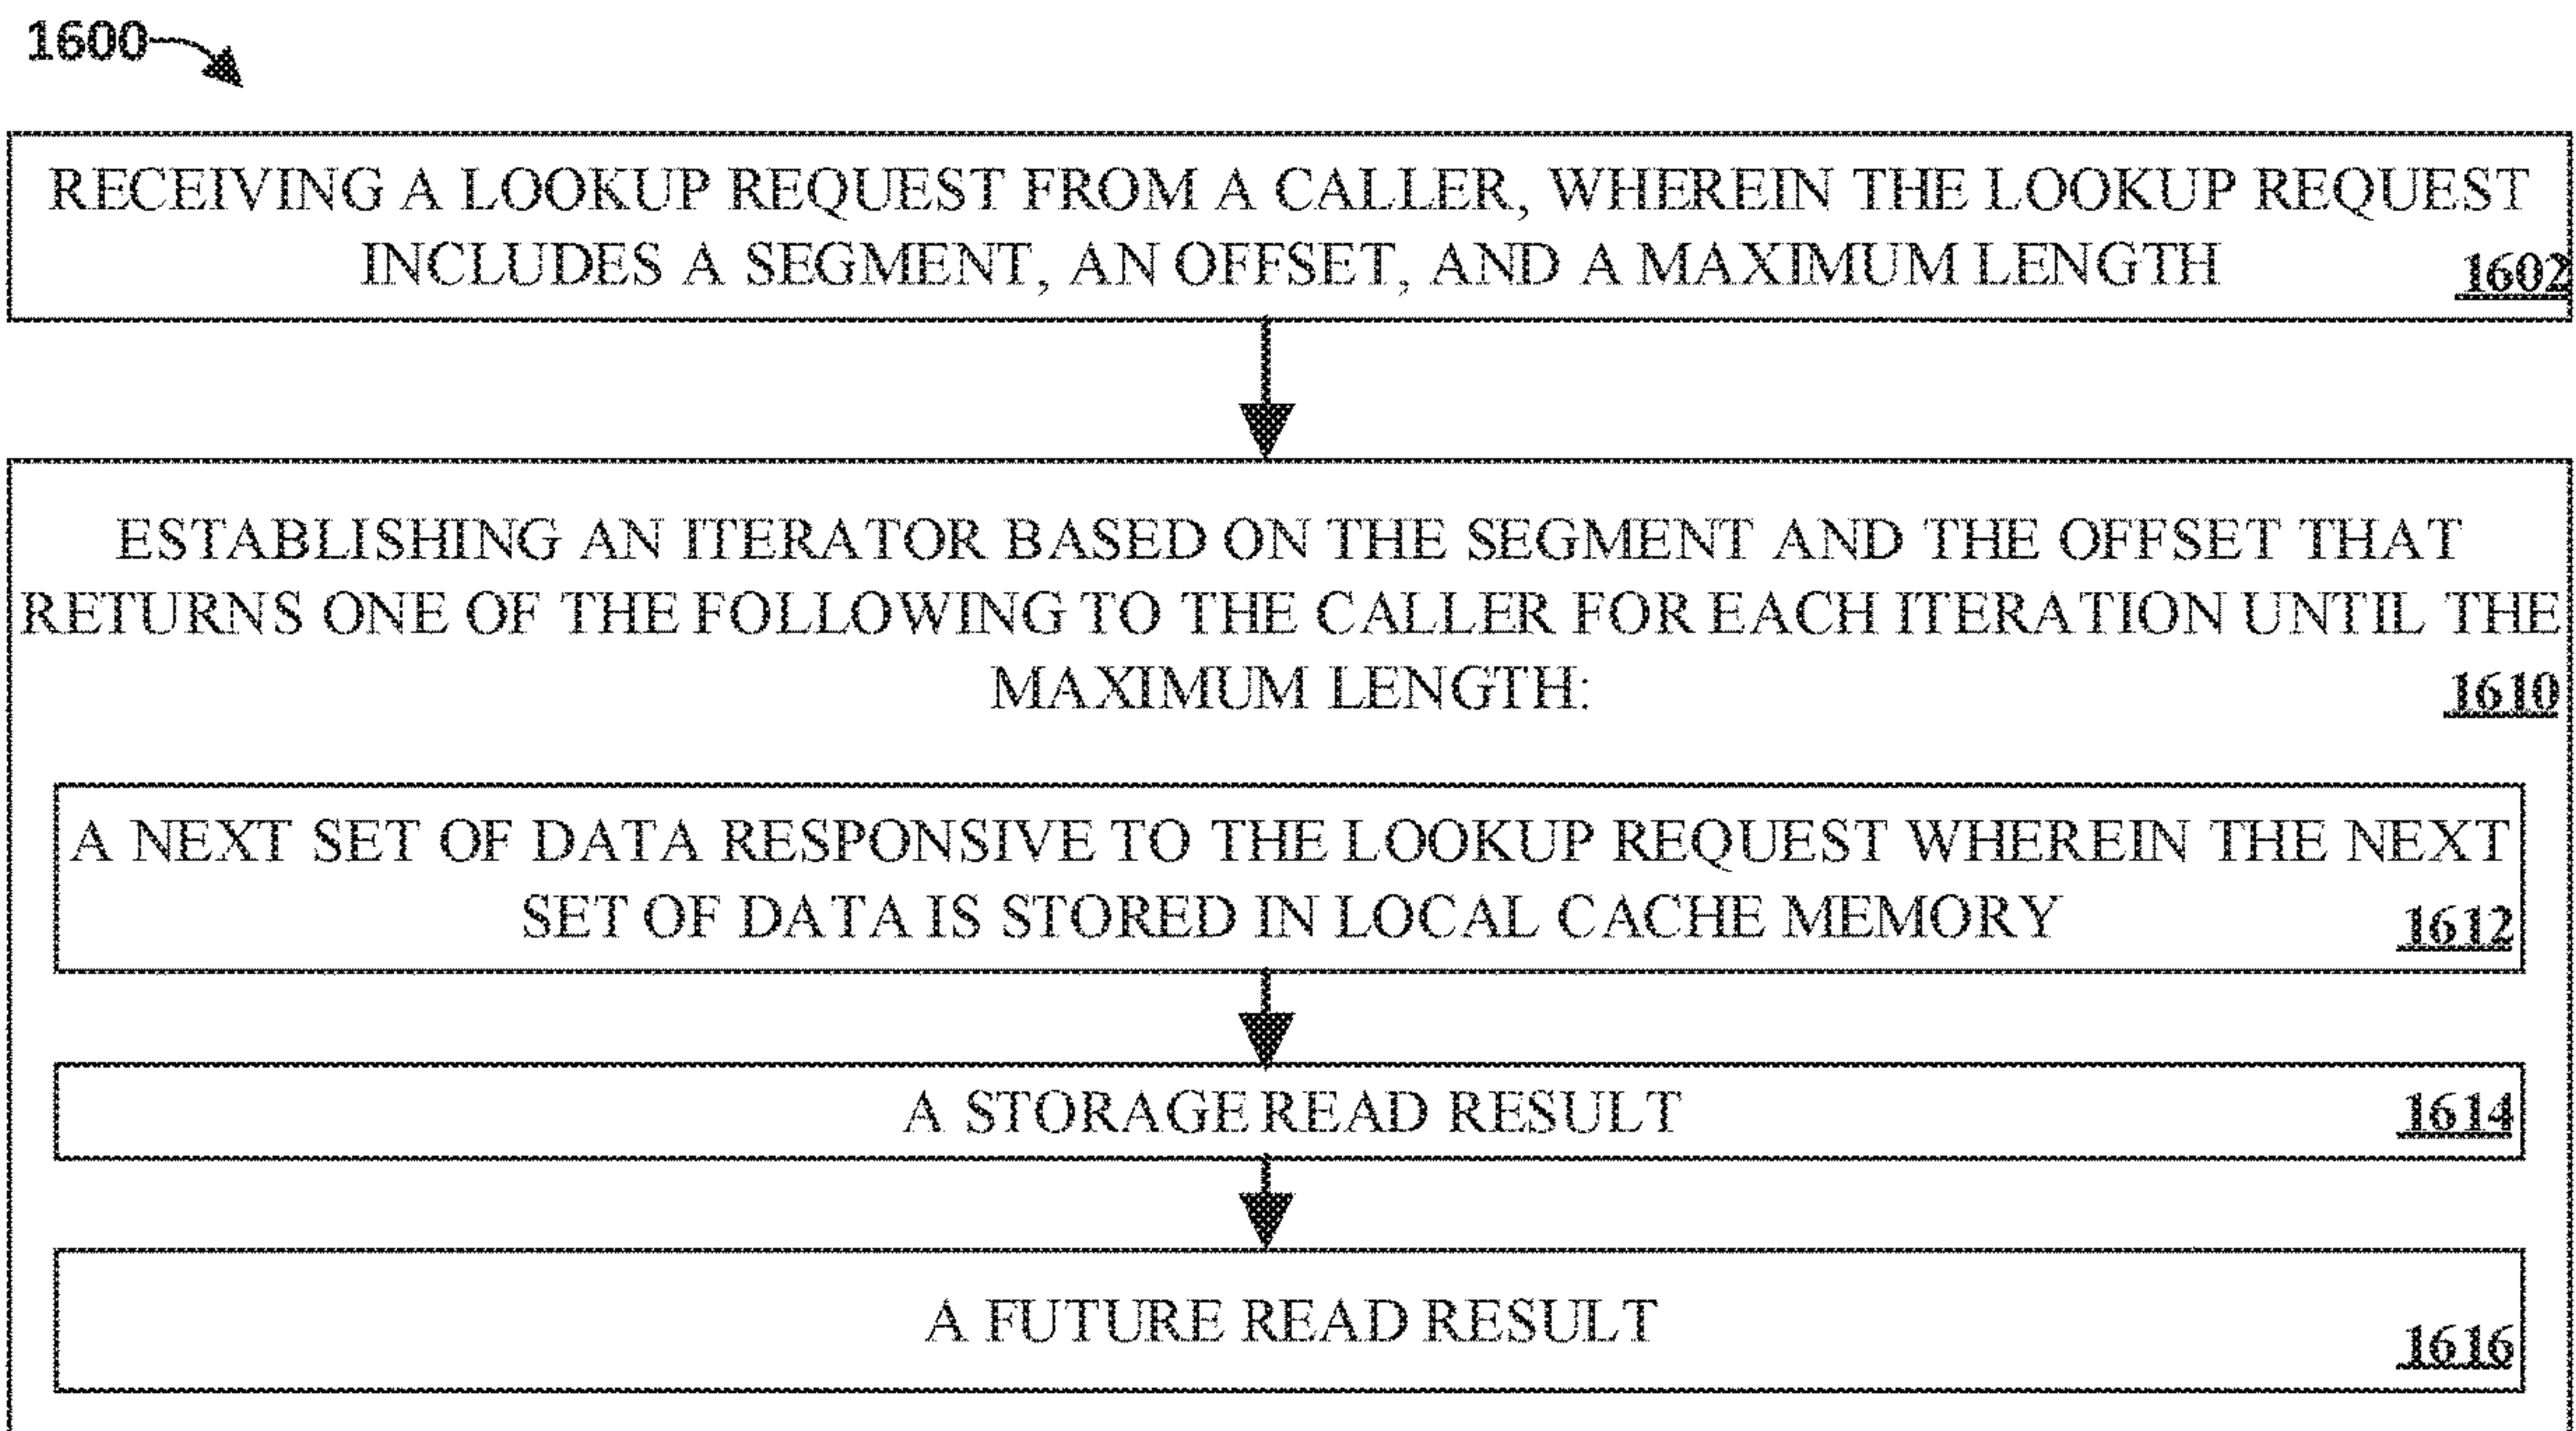 1600
RECEIVING A LOOKUP REQUEST FROM A CALLER, WHEREIN THE LOOKUP REQUEST
INCLUDES A SEGMENT, AN OFFSET, AND A MAXIMUM LENGTH 1602
ESTABLISHING AN ITERATOR BASED ON THE SEGMENT AND THE OFFSET THAT
RETURNS ONE OF THE FOLLOWING TO THE CALLER FOR EACH ITERATION UNTIL THE
MAXIMUM LENGTH: 1610
A NEXT SET OF DATA RESPONSIVE TO THE LOOKUP REQUEST WHEREIN THE NEXT
SET OF DATA IS STORED IN LOCAL CACHE MEMORY 1612
A STORAGE READ RESULT 1614
A FUTURE READ RESULT 1616